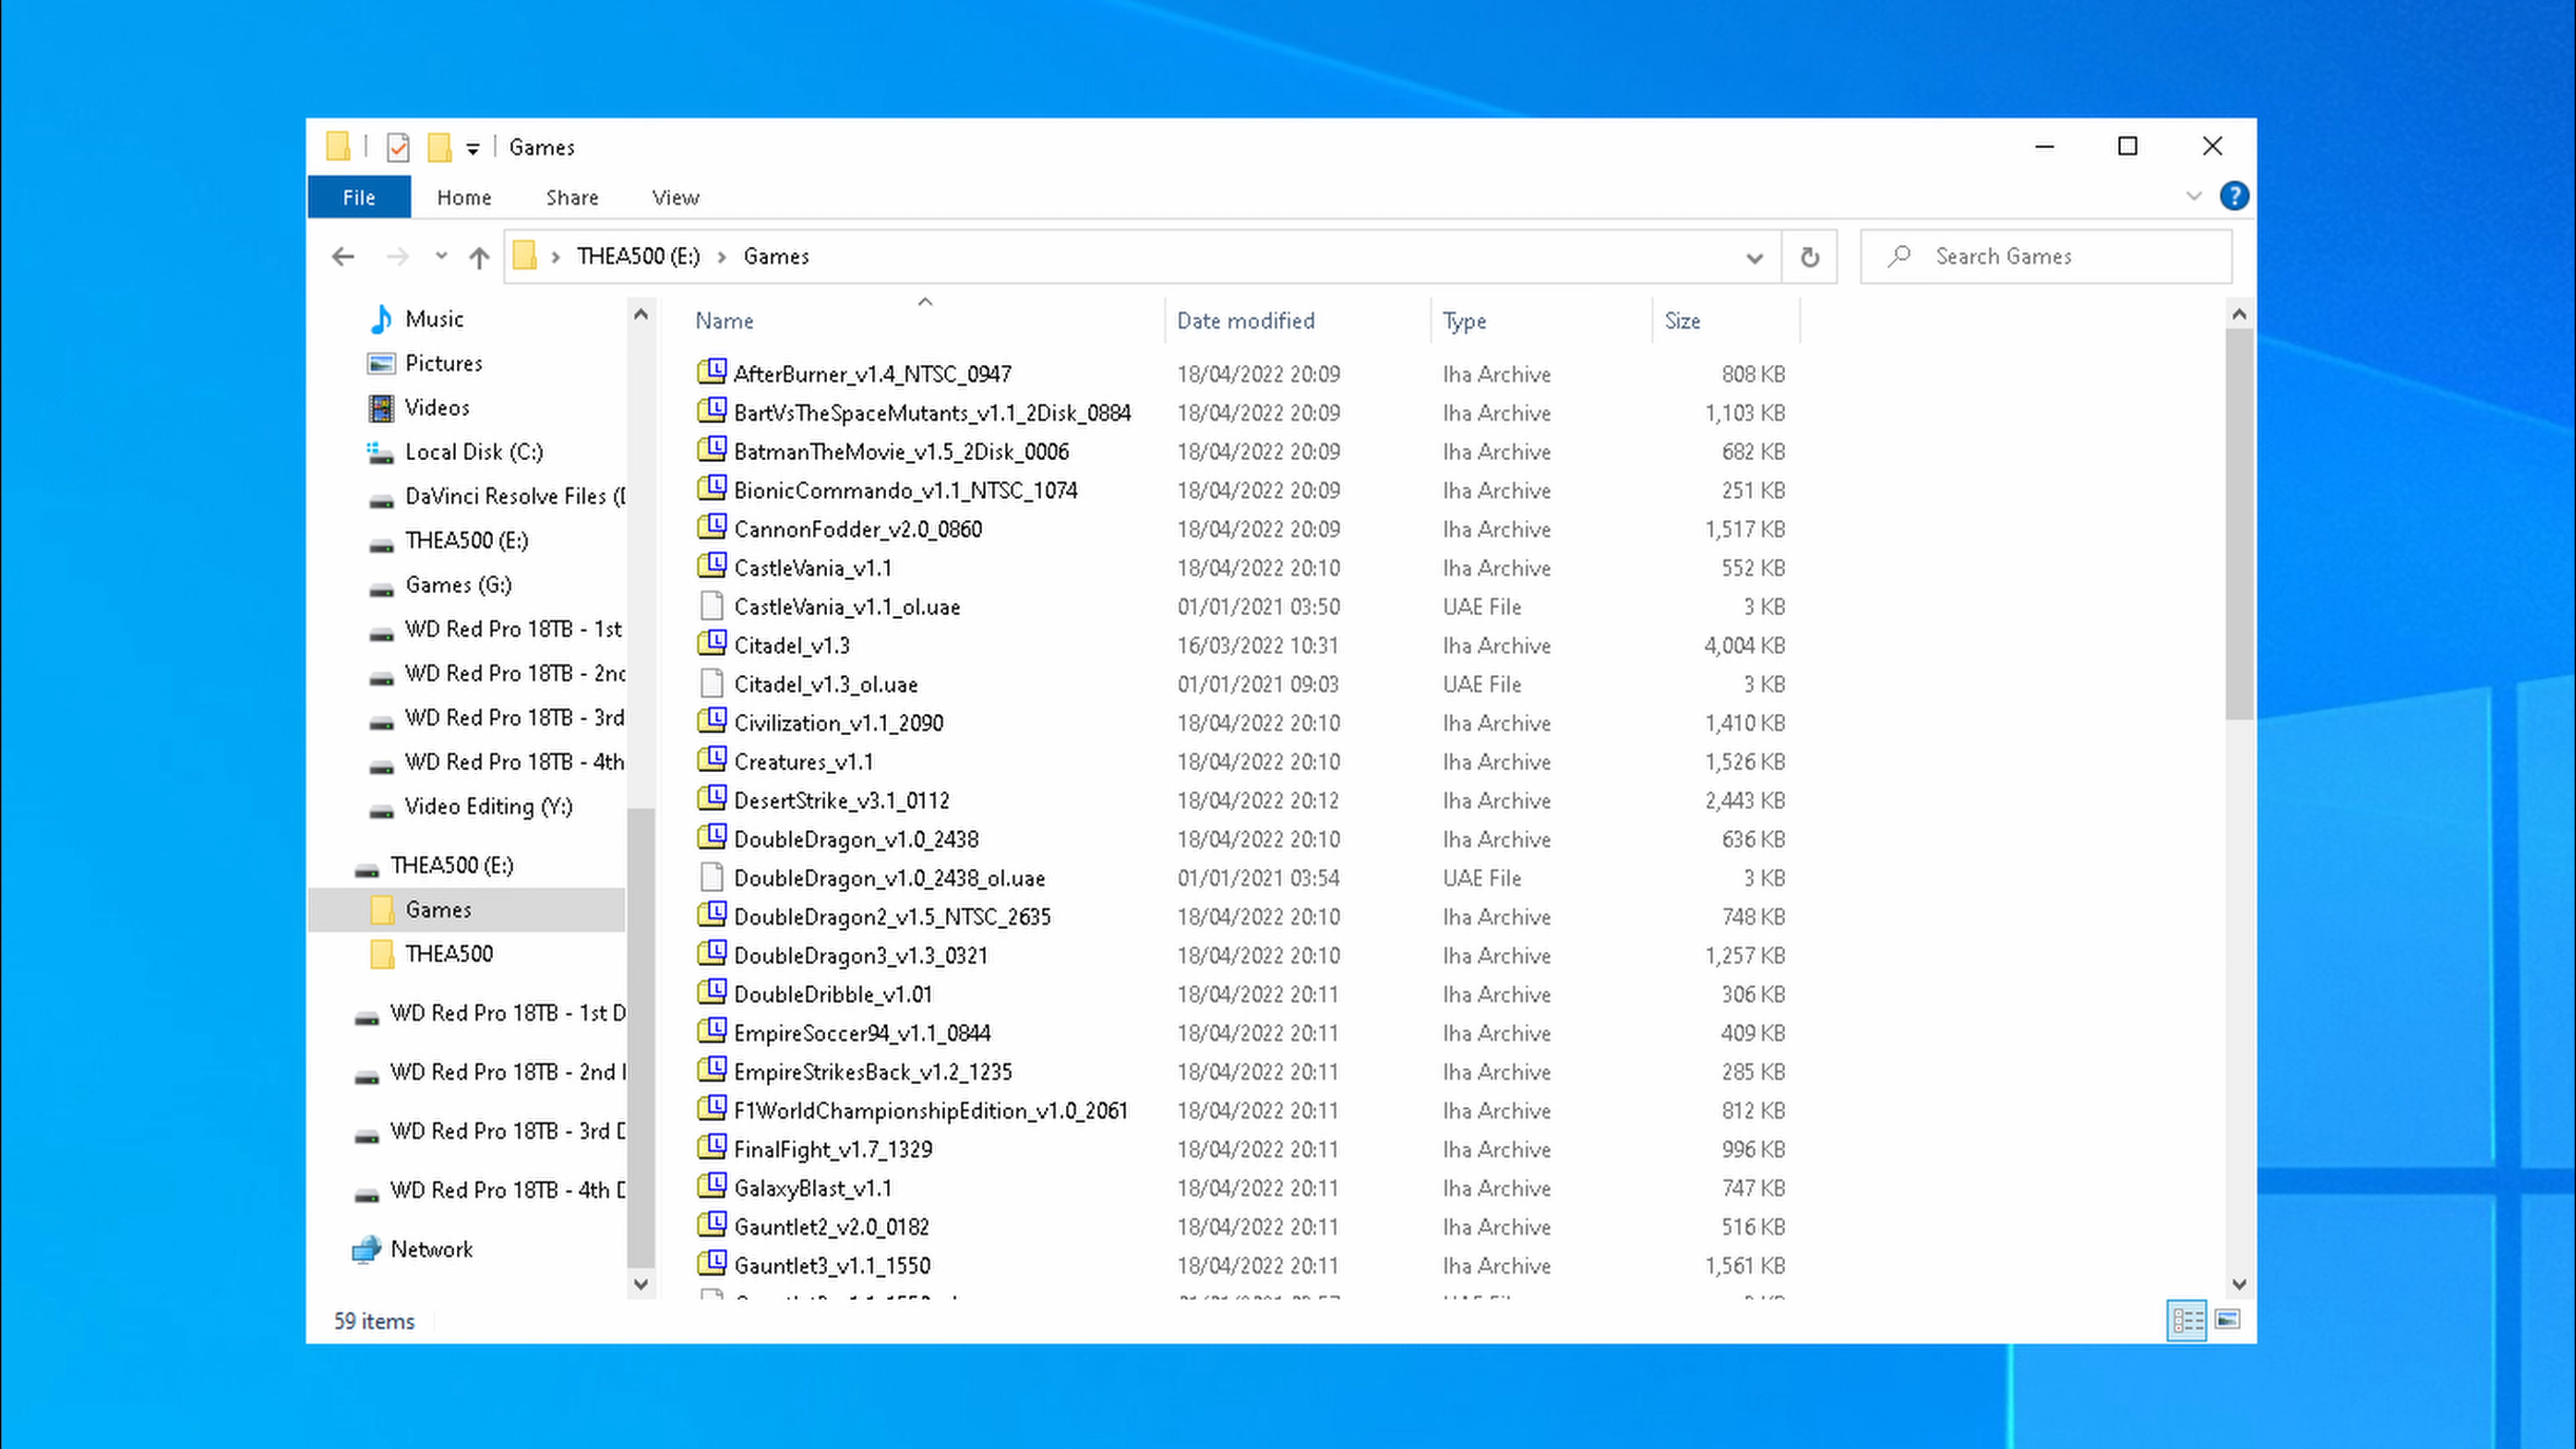 Games
File Home Share View
THEA500 (E:) Games
Search Games
Music
Pictures
Videos
Local Disk (C:)
DaVinci Resolve Files (
THEA500 (E:)
Games (G:)
WD Red Pro 18TB - 1st
WD Red Pro 18TB - 2nd
WD Red Pro 18TB - 3rd
WD Red Pro 18TB - 4th
Video Editing (Y:)
THEA500 (E:)
Games
THEA500
WD Red Pro 18TB - 1st D
WD Red Pro 18TB - 2nd
WD Red Pro 18TB - 3rd
WD Red Pro 18TB - 4th
Network
Name Date modified Type Size
AfterBurner_v1.4_NTSC_0947 18/04/2022 20:09 lha Archive 808 KB
BartVsTheSpaceMutants_v1.1_2Disk_0884 18/04/2022 20:09 lha Archive 1,103 KB
BatmanTheMovie_v1.5_2Disk_0006 18/04/2022 20:09 lha Archive 682 KB
BionicCommando_v1.1_NTSC_1074 18/04/2022 20:09 lha Archive 251 KB
CannonFodder_v2.0_0860 18/04/2022 20:09 lha Archive 1,517 KB
CastleVania_v1.1 18/04/2022 20:10 lha Archive 552 KB
CastleVania_v1.1_ol.uae 01/01/2021 03:50 UAE File 3 KB
Citadel_v1.3 16/03/2022 10:31 lha Archive 4,004 KB
Citadel_v1.3_ol.uae 01/01/2021 09:03 UAE File 3 KB
Civilization_v1.1_2090 18/04/2022 20:10 lha Archive 1,410 KB
Creatures_v1.1 18/04/2022 20:10 lha Archive 1,526 KB
DesertStrike_v3.1_0112 18/04/2022 20:12 lha Archive 2,443 KB
DoubleDragon_v1.0_2438 18/04/2022 20:10 lha Archive 636 KB
DoubleDragon_v1.0_2438_ol.uae 01/01/2021 03:54 UAE File 3 KB
DoubleDragon2_v1.5_NTSC_2635 18/04/2022 20:10 lha Archive 748 KB
DoubleDragon3_v1.3_0321 18/04/2022 20:10 lha Archive 1,257 KB
DoubleDribble_v1.01 18/04/2022 20:11 lha Archive 306 KB
EmpireSoccer94_v1.1_0844 18/04/2022 20:11 lha Archive 409 KB
EmpireStrikesBack_v1.2_1235 18/04/2022 20:11 lha Archive 285 KB
F1WorldChampionshipEdition_v1.0_2061 18/04/2022 20:11 lha Archive 812 KB
FinalFight_v1.7_1329 18/04/2022 20:11 lha Archive 996 KB
GalaxyBlast_v1.1 18/04/2022 20:11 lha Archive 747 KB
Gauntlet2_v2.0_0182 18/04/2022 20:11 lha Archive 516 KB
Gauntlet3_v1.1_1550 18/04/2022 20:11 lha Archive 1,561 KB
59 items